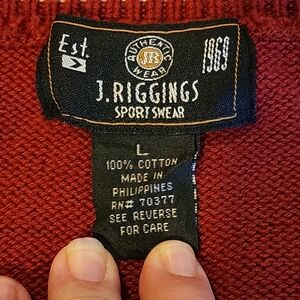 Est. 1969
AUTHENTIC
JR
WEAR
J.RIGGINGS
SPORTSWEAR
L
100% COTTON
MADE IN
PHILIPPINES
RN# 70377
SEE REVERSE
FOR CARE